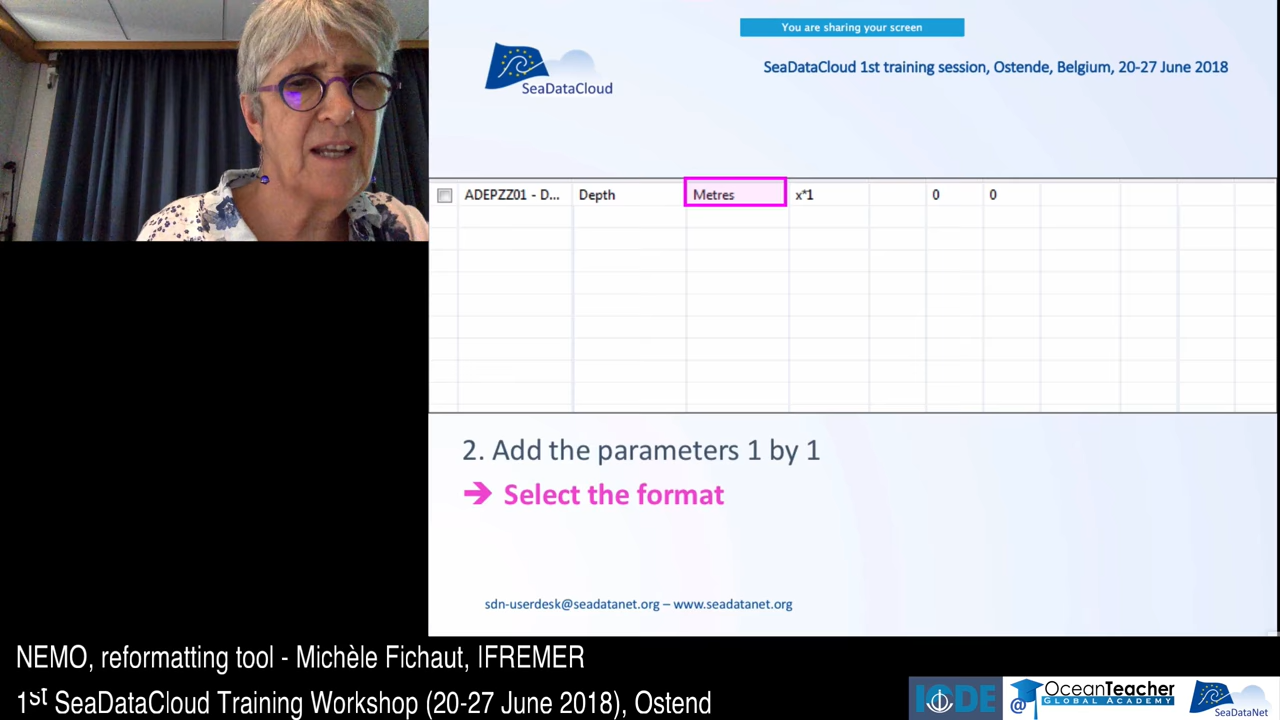 You are sharing your screen
SeaDataCloud
SeaDataCloud 1st training session, Ostende, Belgium, 20-27 June 2018
ADEPZZ01 - D... Depth Metres x*1 0 0
2. Add the parameters 1 by 1
➔ Select the format
sdn-userdesk@seadatanet.org – www.seadatanet.org
NEMO, reformatting tool - Michèle Fichaut, IFREMER
1st SeaDataCloud Training Workshop (20-27 June 2018), Ostend
IODE
@ OceanTeacher
GLOBAL ACADEMY
SeaDataNet